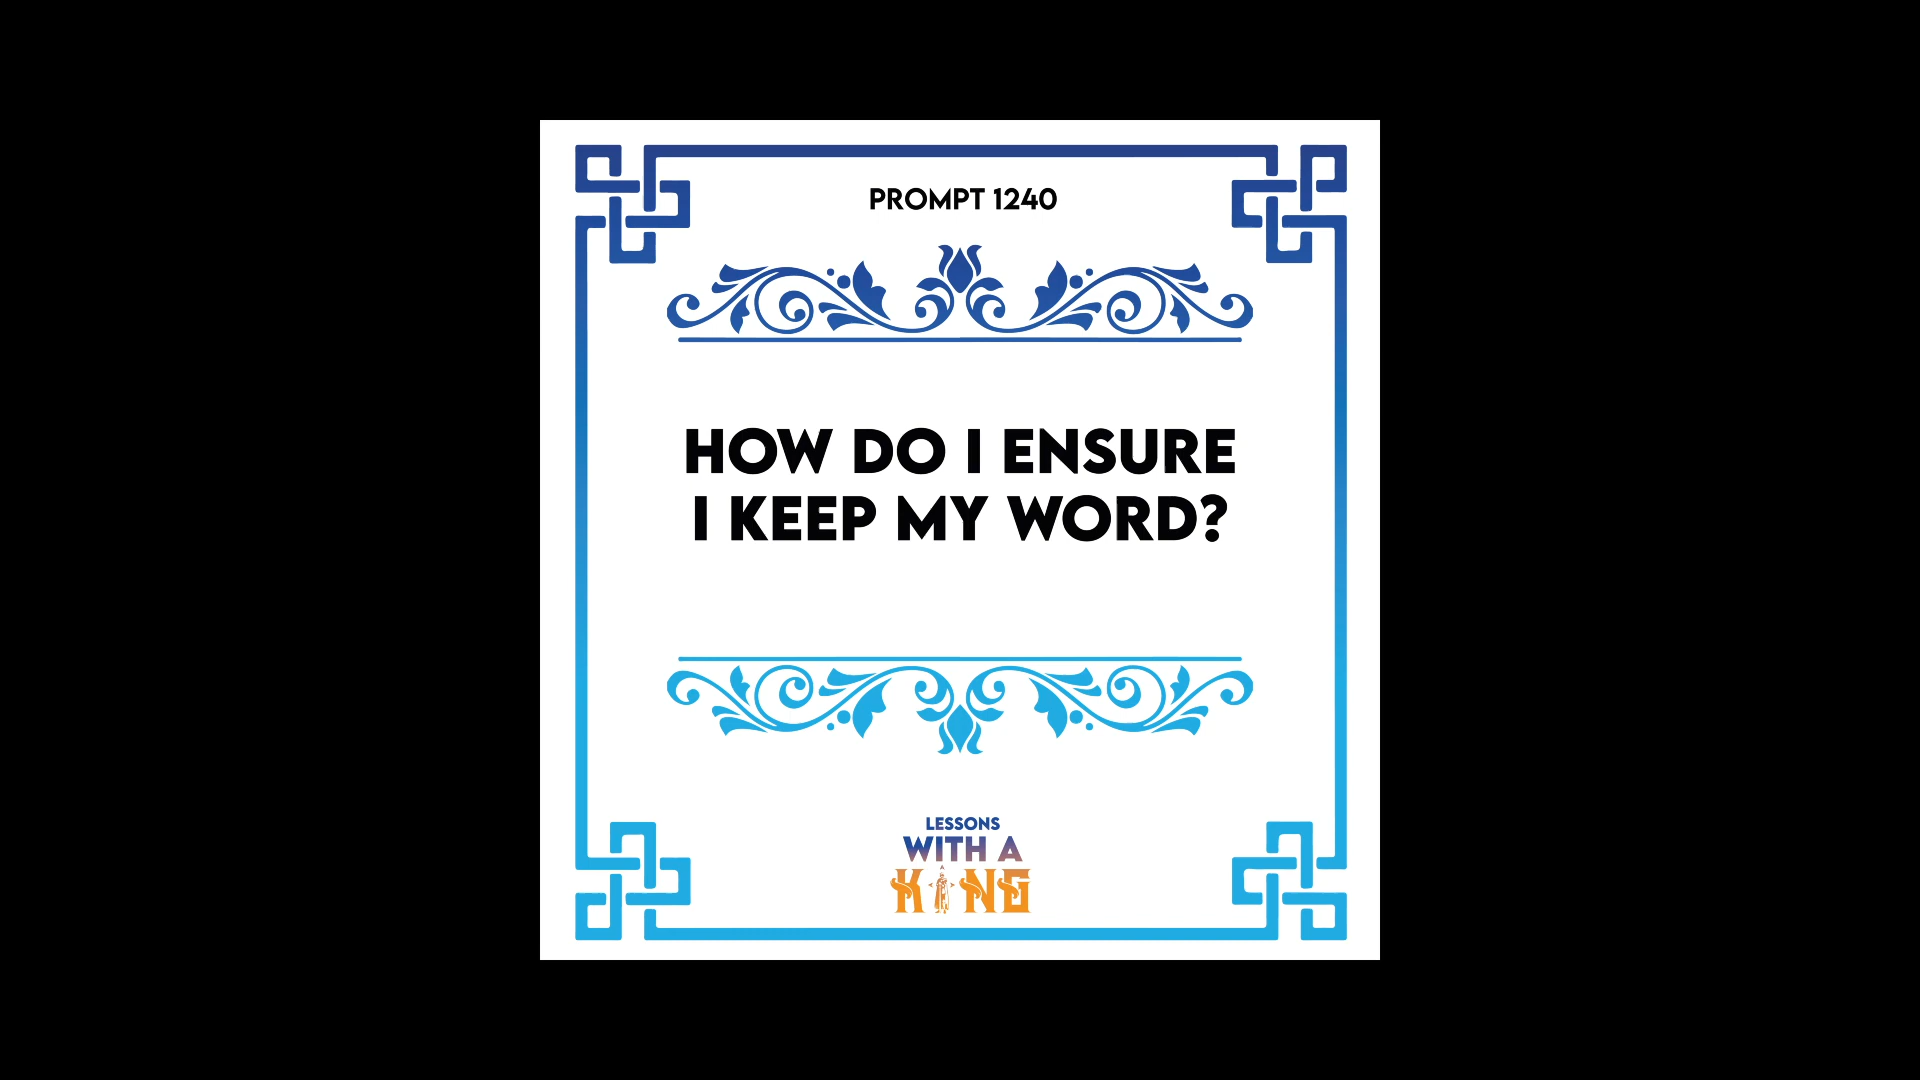 PROMPT 1240
HOW DO I ENSURE
I KEEP MY WORD?
LESSONS
WITH A
KING